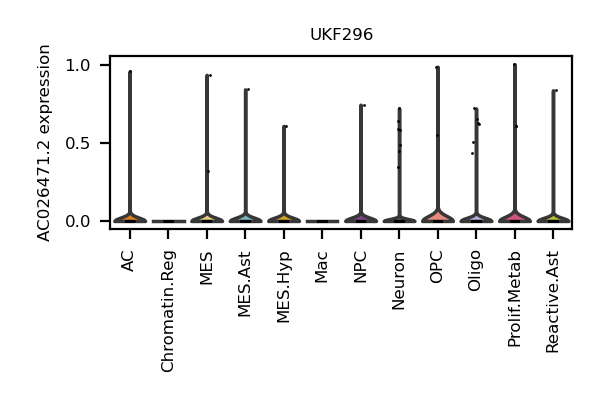 UKF296
AC026471.2 expression
1.0
0.5
0.0
AC
Chromatin.Reg
MES
MES.Ast
MES.Hyp
Mac
NPC
Neuron
OPC
Oligo
Prolif.Metab
Reactive.Ast